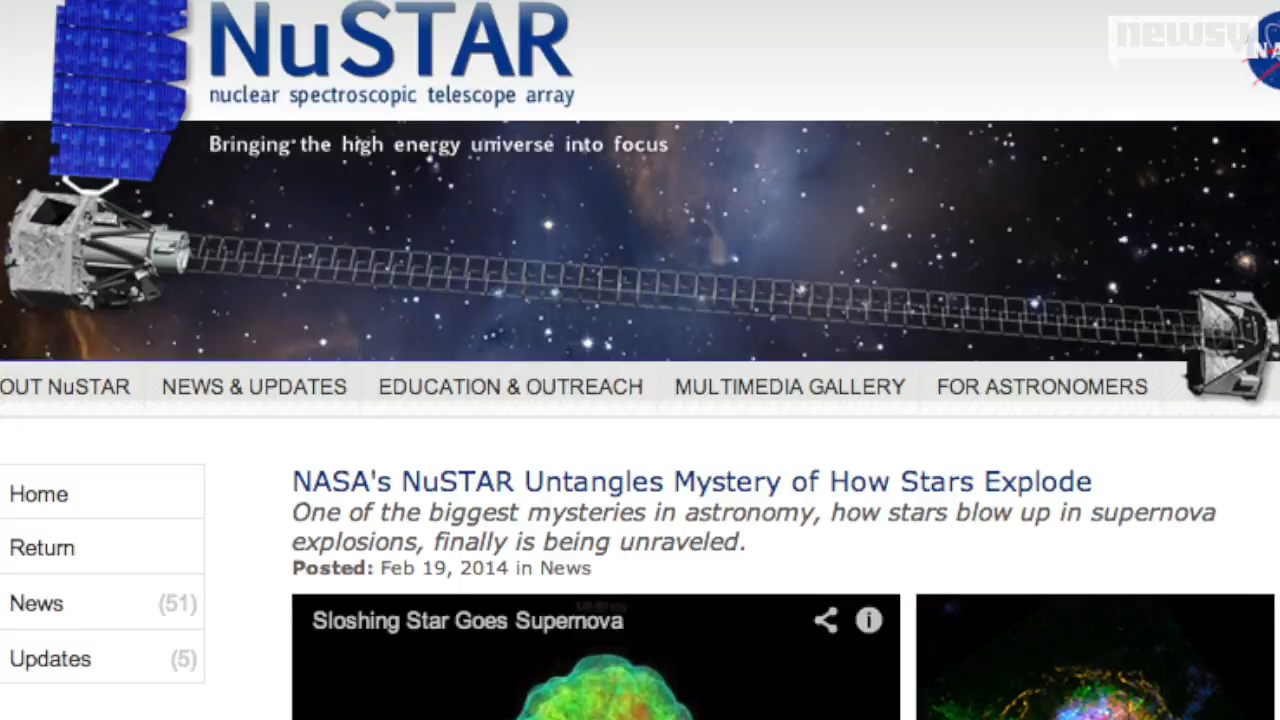 NuSTAR
newsy
nuclear spectroscopic telescope array
Bringing the high energy universe into focus
OUT NuSTAR
NEWS & UPDATES
EDUCATION & OUTREACH
MULTIMEDIA GALLERY
FOR ASTRONOMERS
Home
Return
News (51)
Updates (5)
NASA's NuSTAR Untangles Mystery of How Stars Explode
One of the biggest mysteries in astronomy, how stars blow up in supernova
explosions, finally is being unraveled.
Posted: Feb 19, 2014 in News
Sloshing Star Goes Supernova